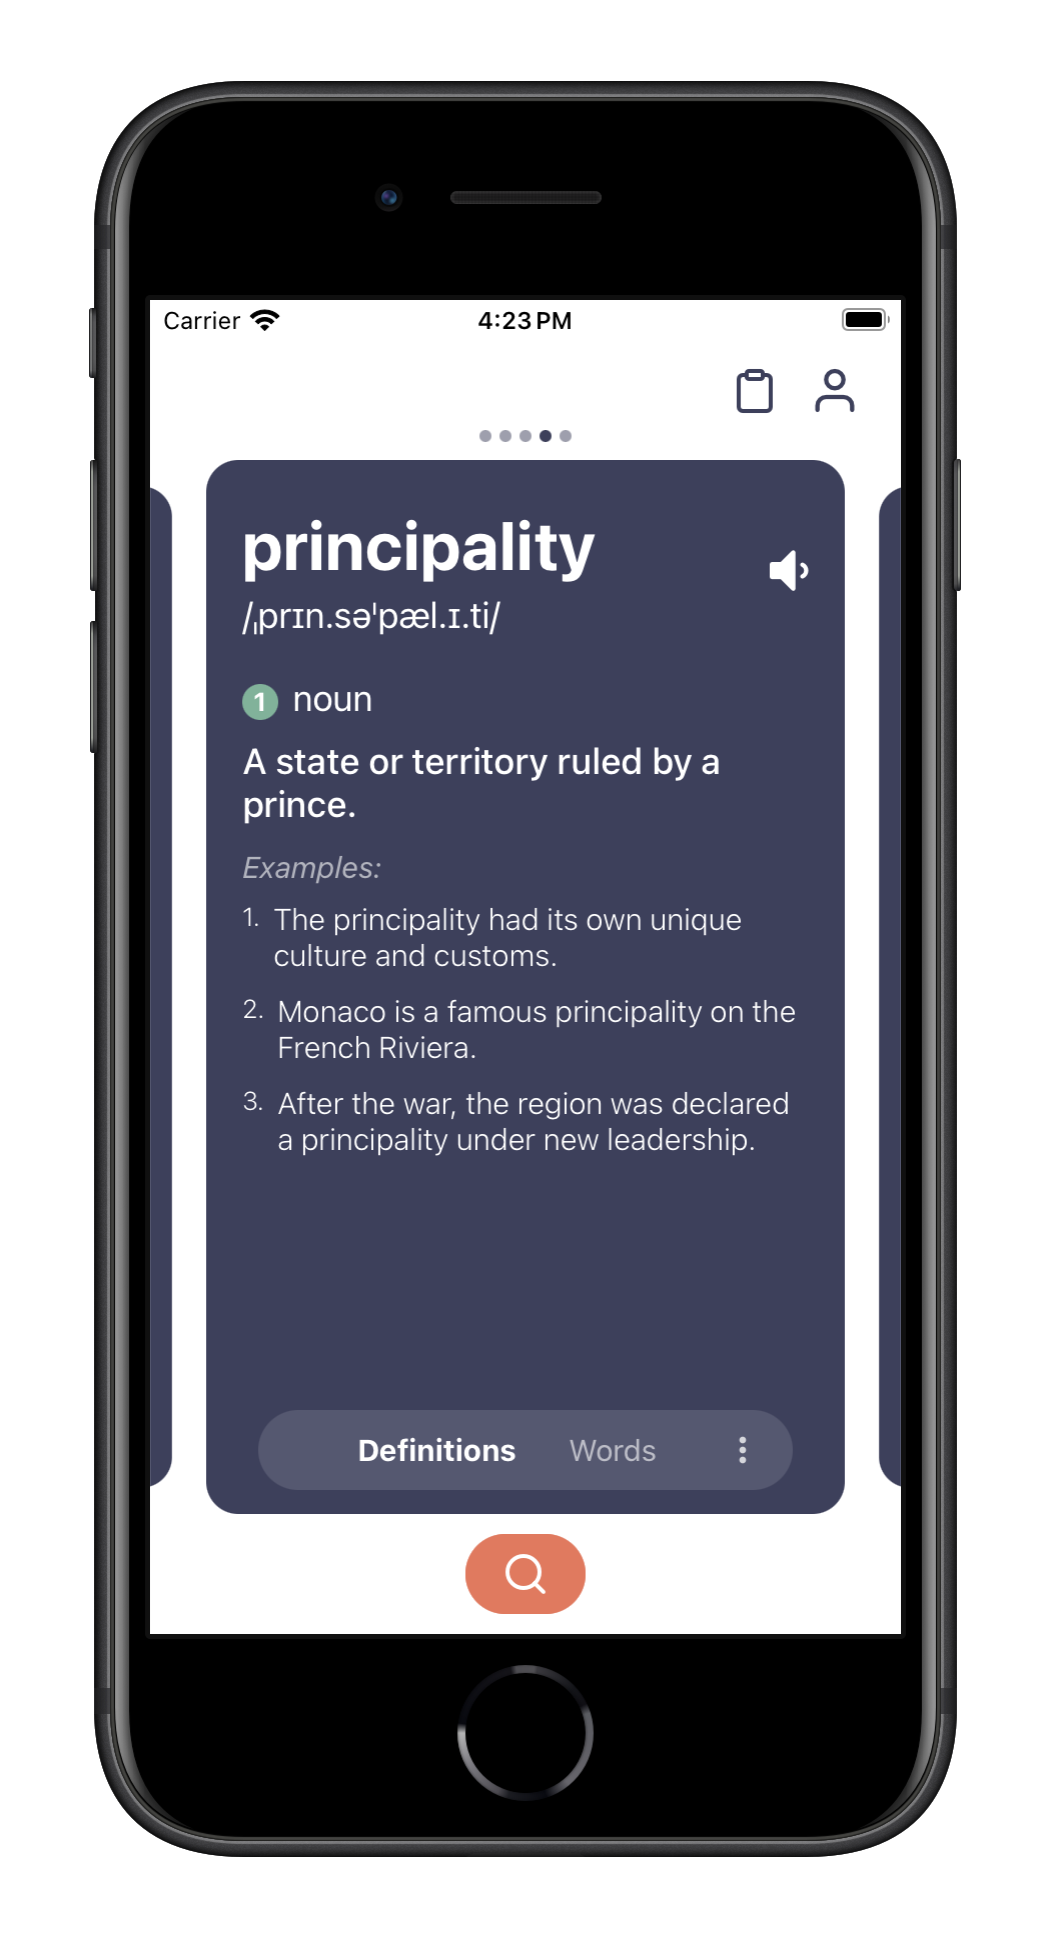 Carrier 4:23 PM
principality
/ˌprɪn.səˈpæl.ɪ.ti/
1 noun
A state or territory ruled by a
prince.
Examples:
1. The principality had its own unique
culture and customs.
2. Monaco is a famous principality on the
French Riviera.
3. After the war, the region was declared
a principality under new leadership.
Definitions Words